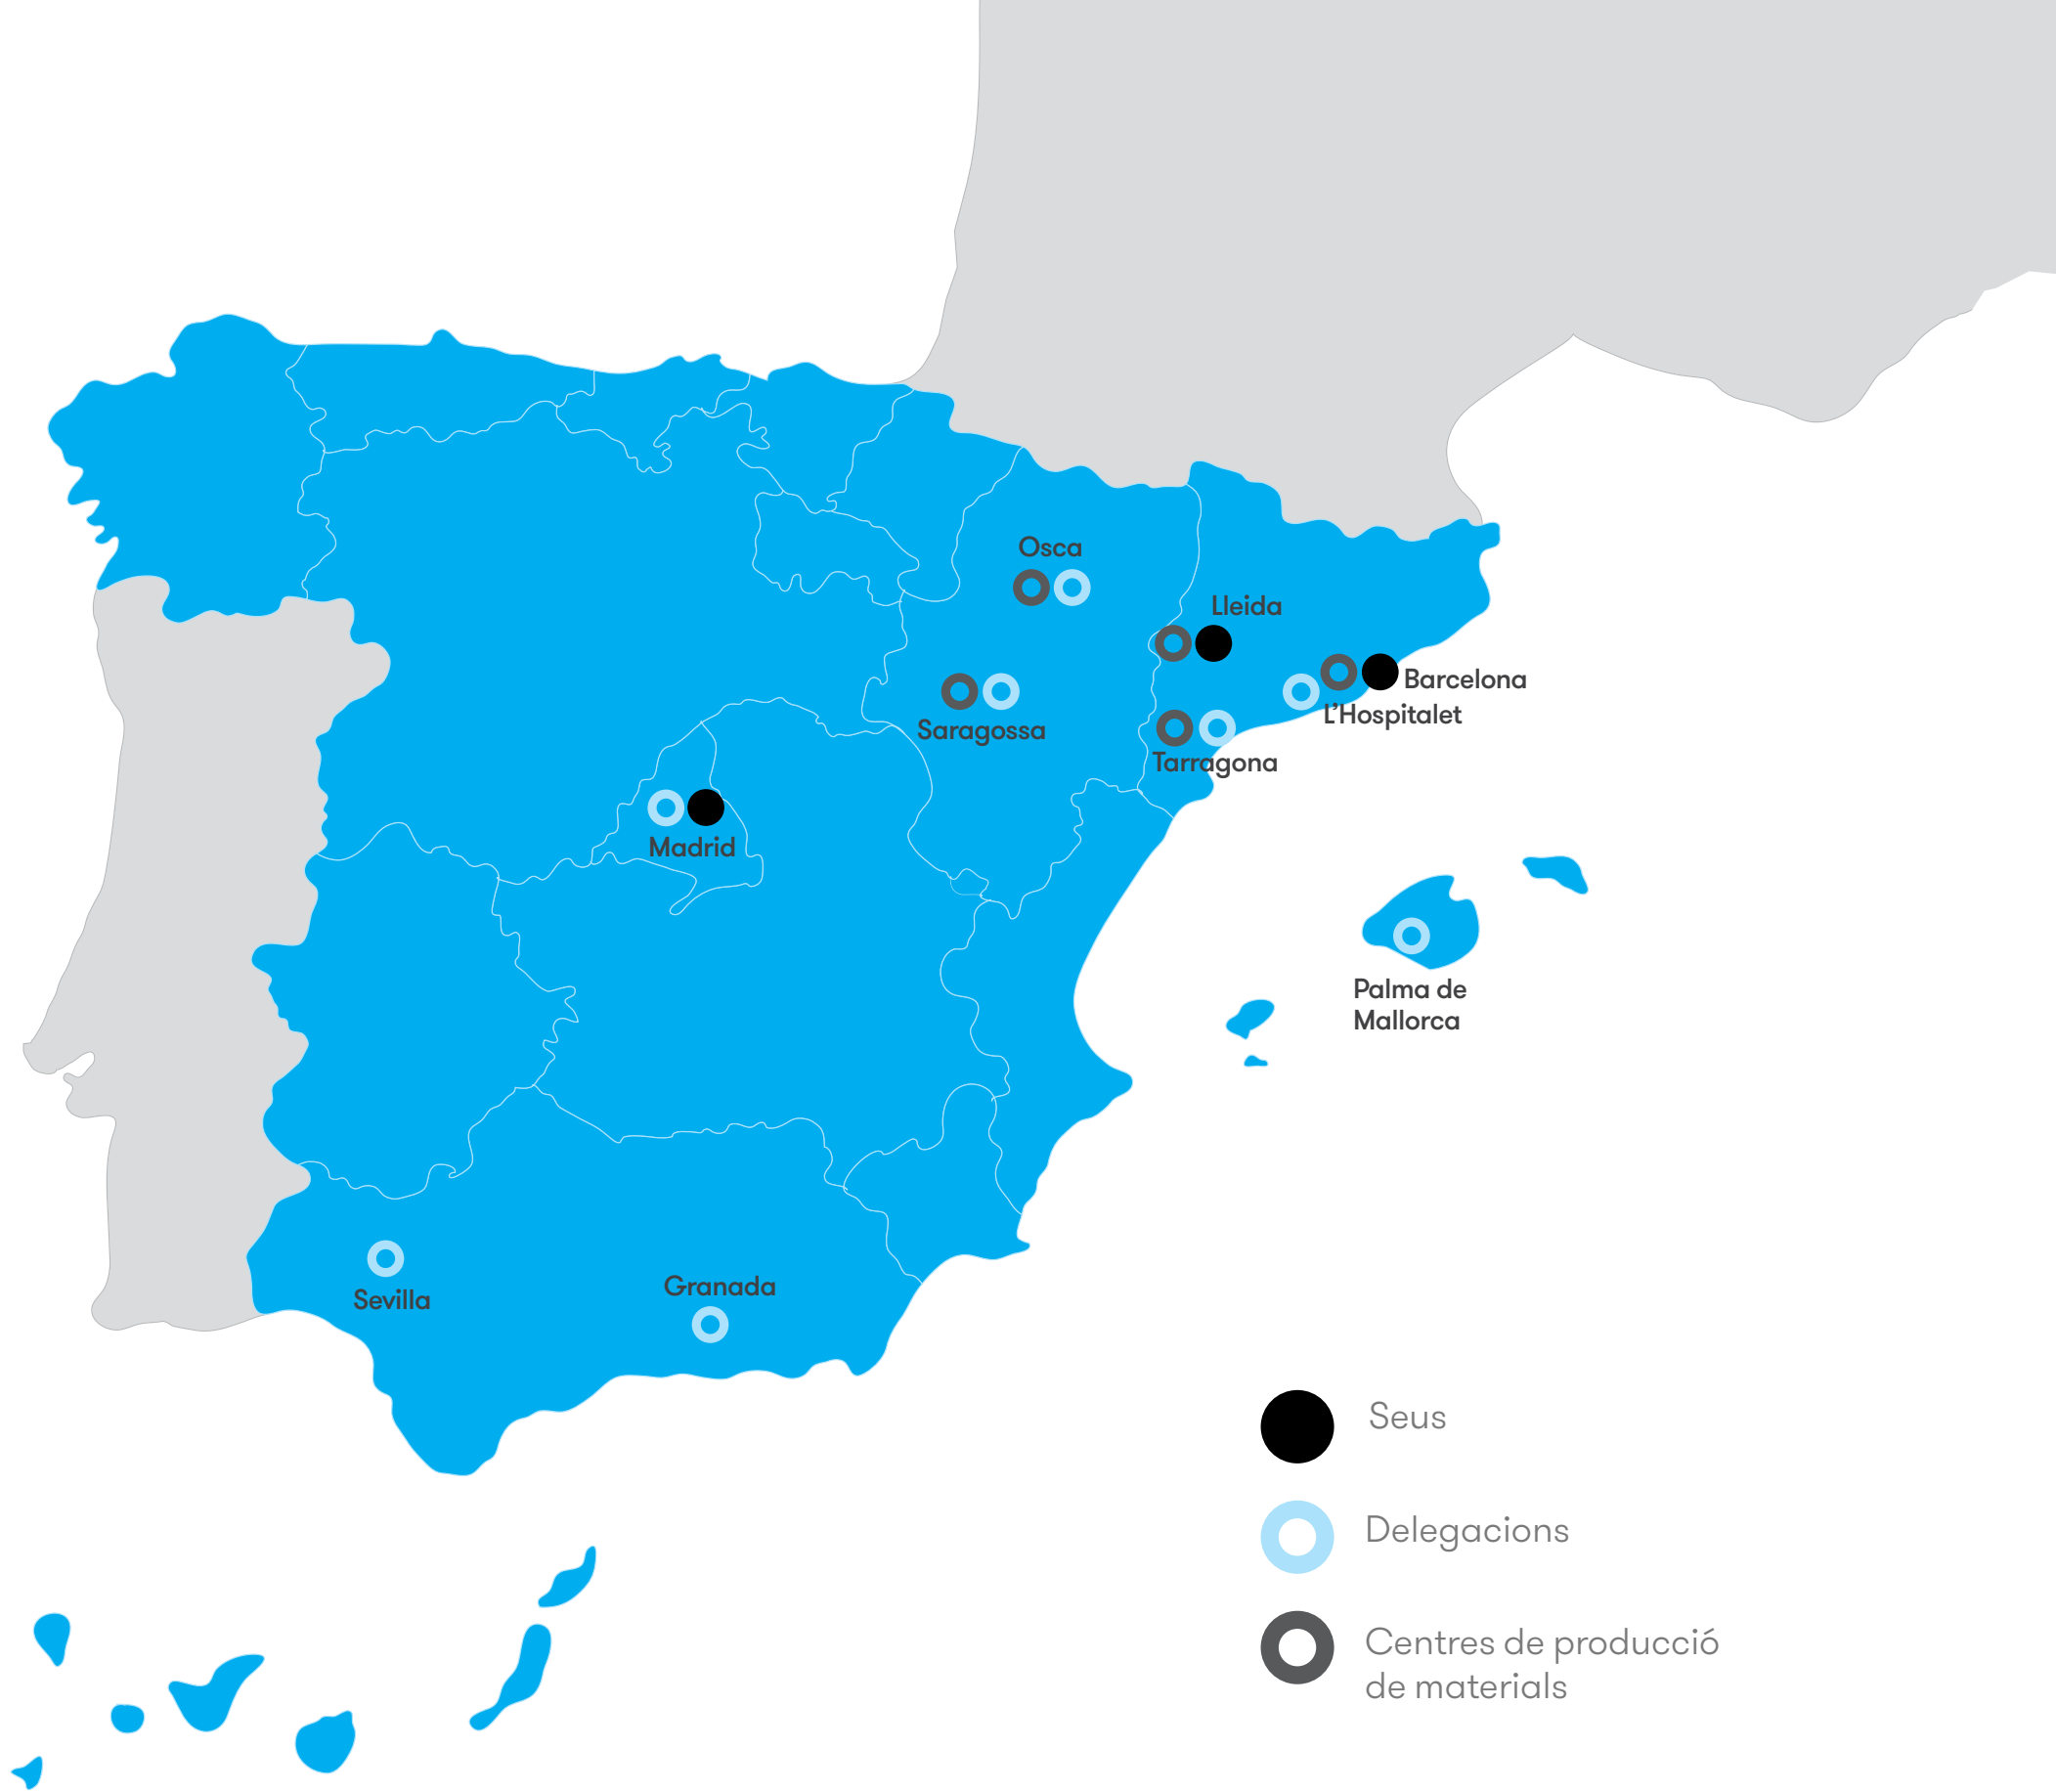 Osca
Lleida
Barcelona
L'Hospitalet
Saragossa
Tarragona
Madrid
Palma de
Mallorca
Granada
Sevilla
Seus
Delegacions
Centres de producció
de materials